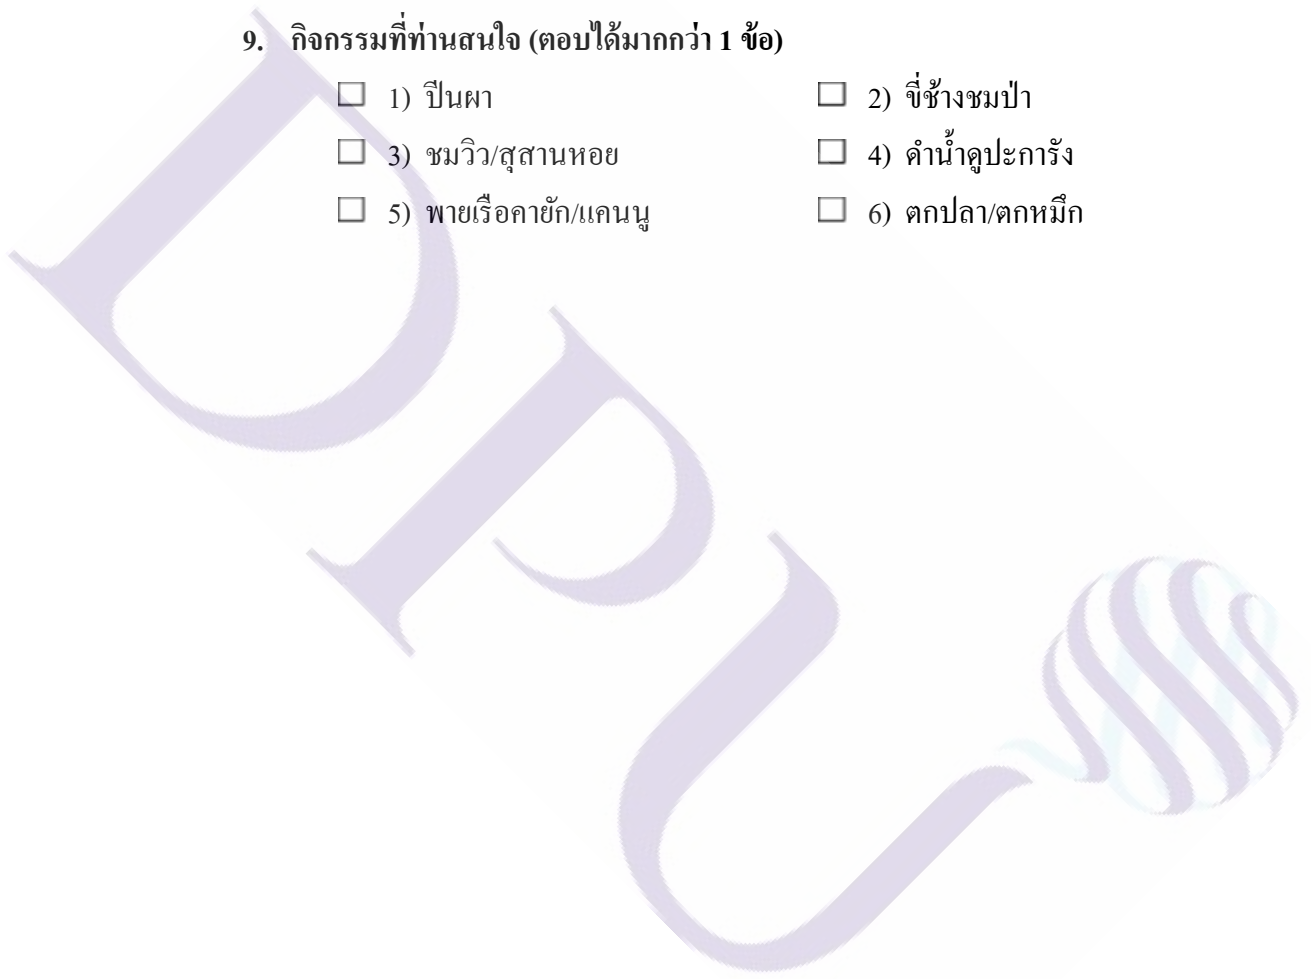 9. กิจกรรมที่ท่านสนใจ (ตอบได้มากกว่า 1 ข้อ)
☐ 1) ปีนผา ☐ 2) ขี่ช้างชมป่า
☐ 3) ชมวิว/สุสานหอย ☐ 4) ดำน้ำดูปะการัง
☐ 5) พายเรือคายัก/แคนนู ☐ 6) ตกปลา/ตกหมึก
DPU